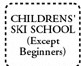 CHILDRENS'
SKI SCHOOL
(Except
Beginners)